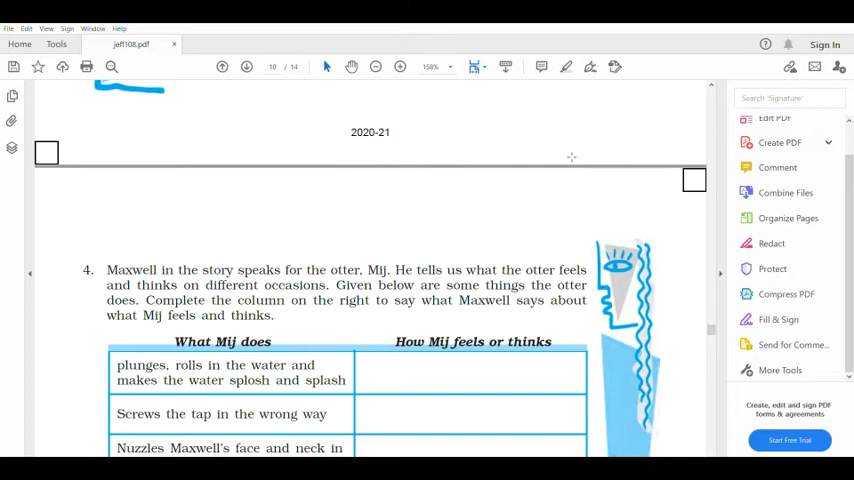 File Edit View Sign Window Help
Home Tools jeff108.pdf × Sign In
10 / 14 158%
Search 'Signature'
Edit PDF
Create PDF
Comment
Combine Files
Organize Pages
Redact
Protect
Compress PDF
Fill & Sign
Send for Comme...
More Tools
Create, edit and sign PDF
forms & agreements
Start Free Trial
2020-21
4. Maxwell in the story speaks for the otter, Mij. He tells us what the otter feels
and thinks on different occasions. Given below are some things the otter
does. Complete the column on the right to say what Maxwell says about
what Mij feels and thinks.
What Mij does How Mij feels or thinks
plunges, rolls in the water and
makes the water splosh and splash
Screws the tap in the wrong way
Nuzzles Maxwell's face and neck in